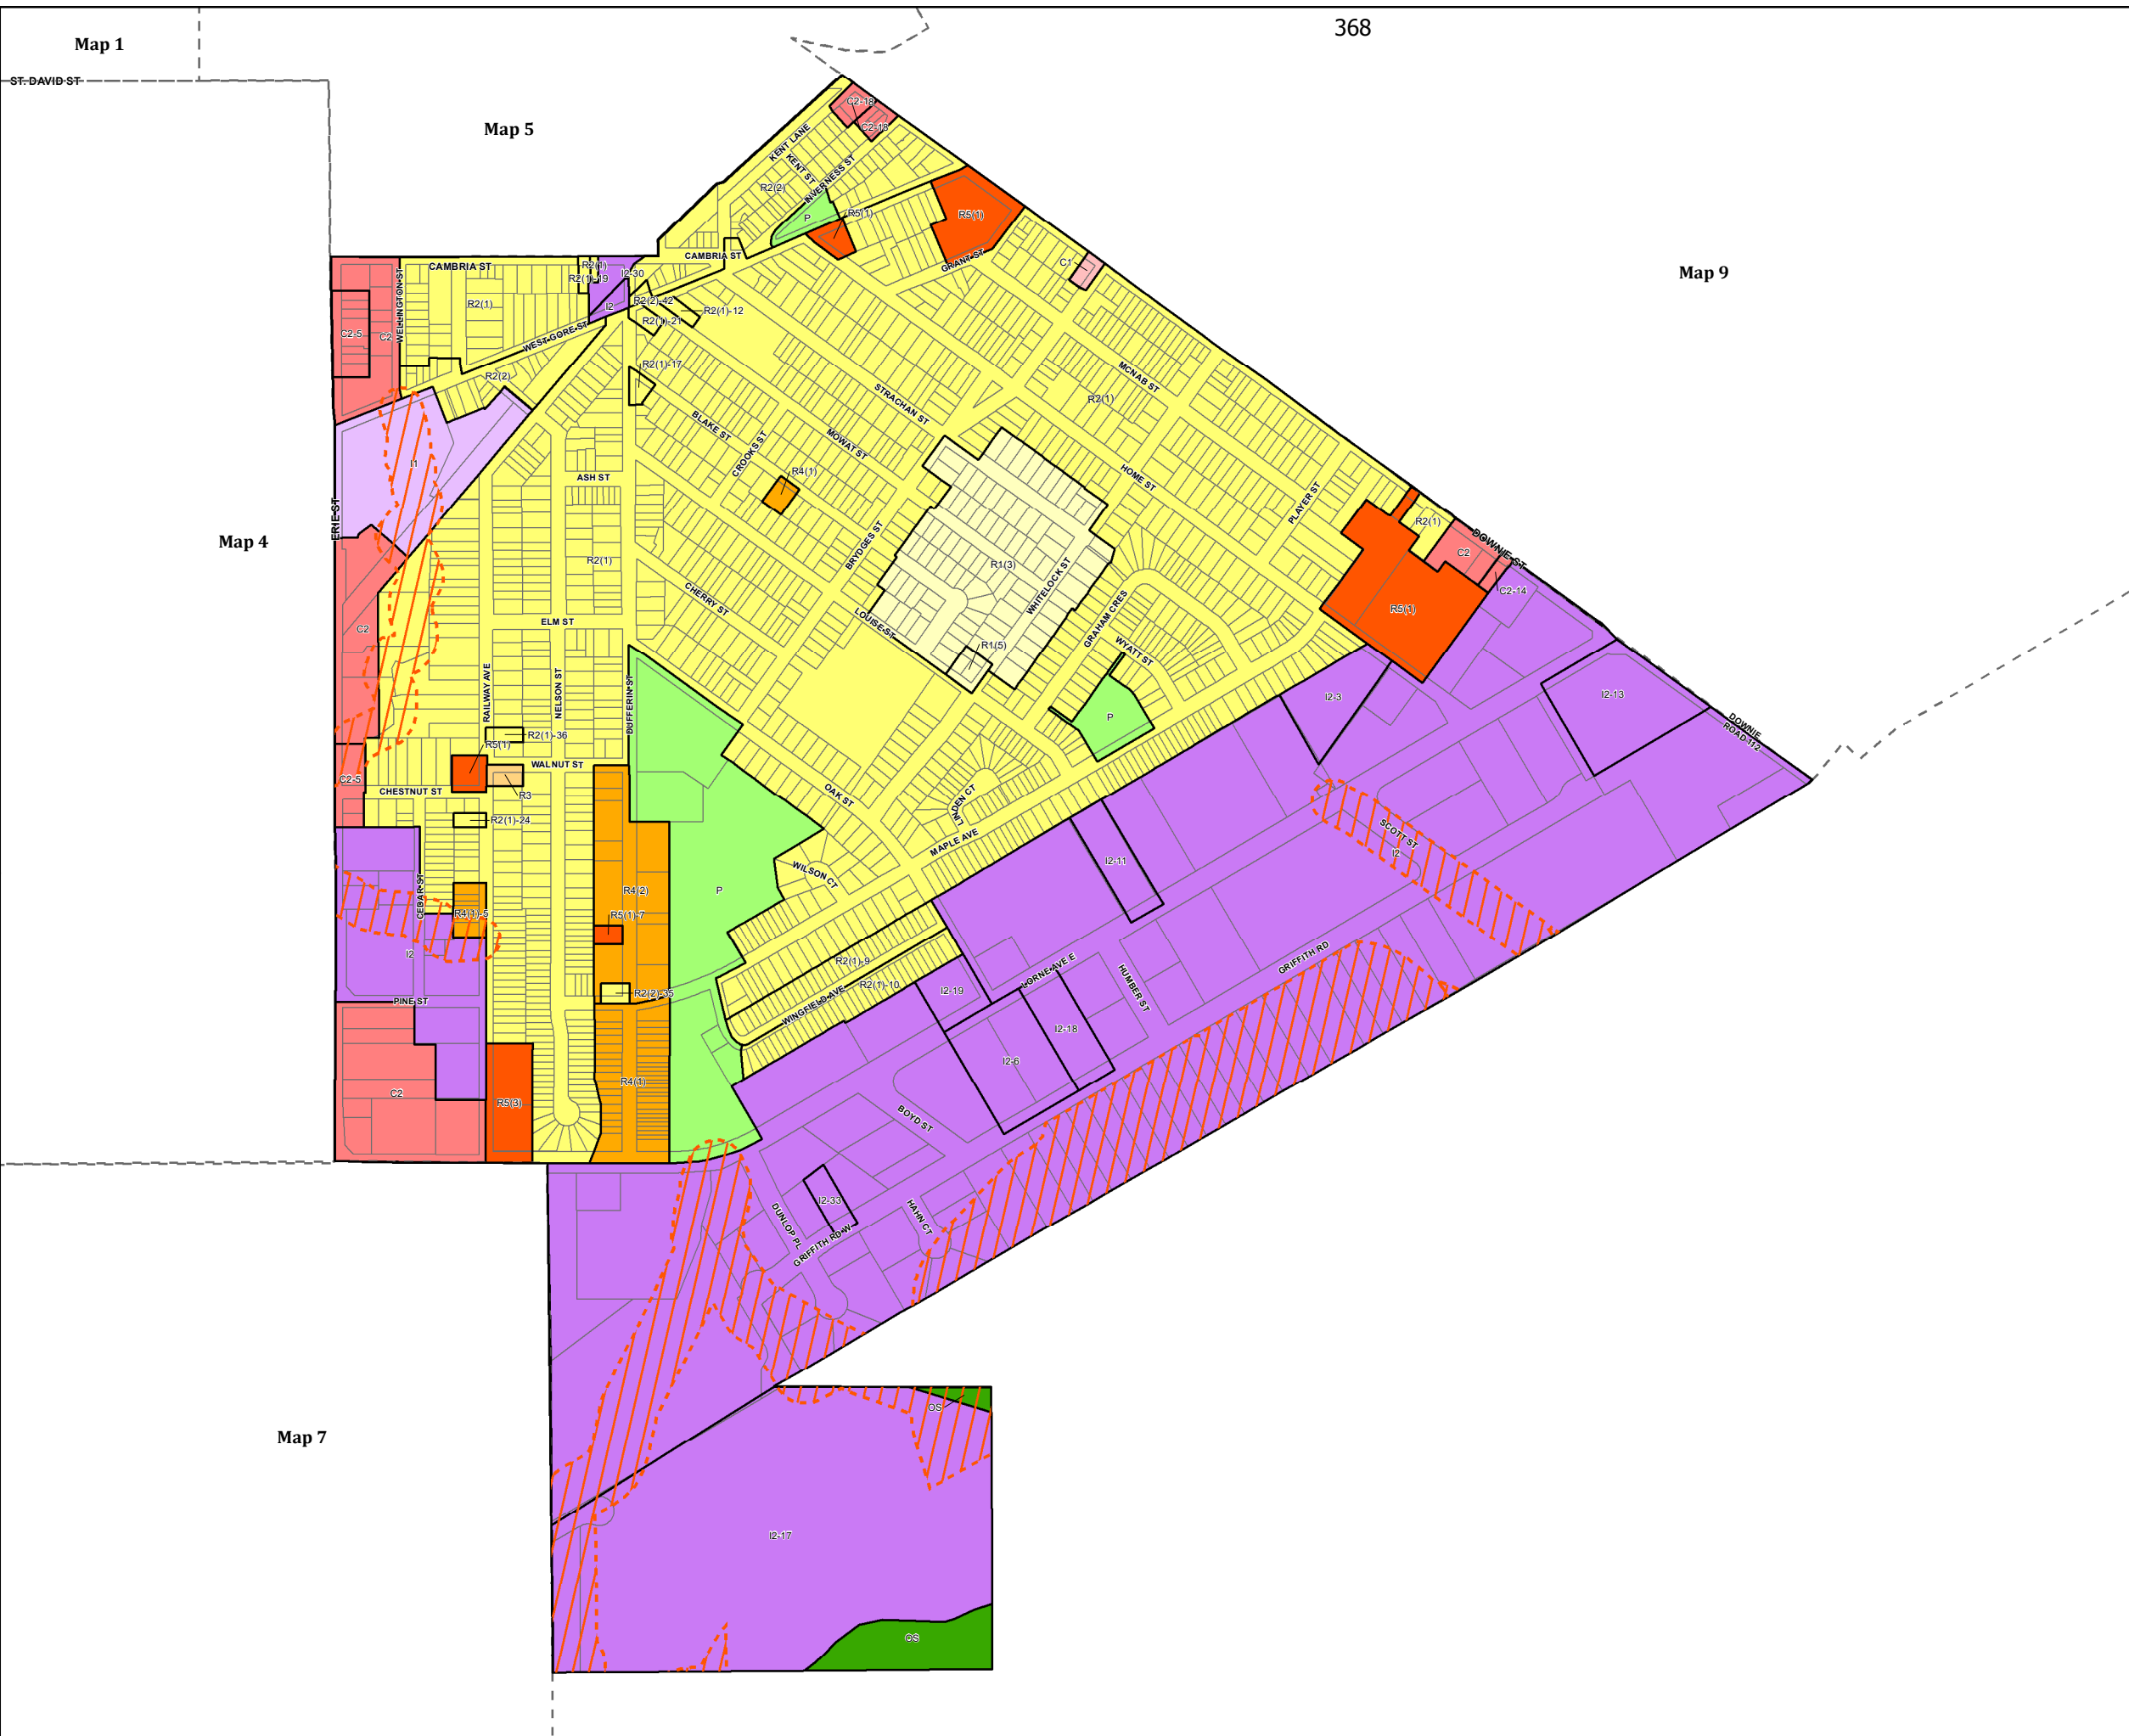 368
Map 1
ST. DAVID ST
Map 5
Map 9
Map 4
Map 7
C2-18
C2-18
KENT LANE
KENT ST
INVERNESS ST
R2(2)
P
R5(1)
R5(1)
GRANT ST
C1
CAMBRIA ST
CAMBRIA ST
R2(1)
R2(1)-19
I2-30
I2
R2(2)-42
R2(1)-12
R2(1)-21
R2(1)
WELLINGTON ST
C2-5
C2
WEST GORE ST
R2(2)
R2(1)-17
MCNAB ST
R2(1)
STRACHAN ST
BLAKE ST
CROOKS ST
MOWAT ST
R4(1)
HOME ST
PLAYER ST
I1
ERIE ST
ASH ST
R2(1)
BRYDGES ST
R1(3)
WHITELOCK ST
R2(1)
C2
DOWNIE ST
C2-14
R5(1)
CHERRY ST
LOUISE ST
GRAHAM CRES
WYATT ST
R1(5)
C2
ELM ST
RAILWAY AVE
NELSON ST
DUFFERIN ST
P
I2-3
I2-13
DOWNIE
ROAD 112
R2(1)-36
R5(1)
WALNUT ST
R3
C2-5
CHESTNUT ST
R2(1)-24
OAK ST
LINDEN CT
MAPLE AVE
SCOTT ST
I2
I2-11
WILSON CT
P
R4(2)
CEDAR ST
R4(1)-5
R5(1)-7
I2
R2(1)-9
R2(1)-10
WINGFIELD AVE
R2(2)-35
PINE ST
I2-19
LORNE AVE E
HUMBER ST
GRIFFITH RD
I2-18
I2-6
C2
R5(3)
R4(1)
BOYD ST
I2-33
DUNLOP PL
HAHN CT
GRIFFITH RD W
OS
I2-17
OS